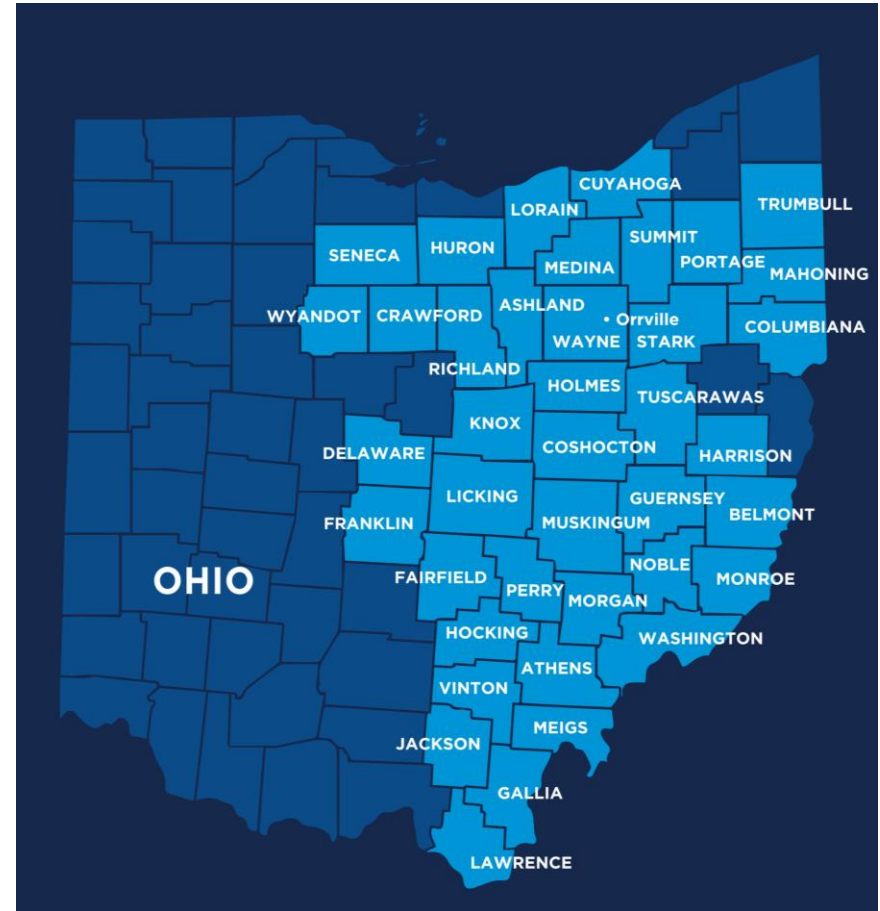 CUYAHOGA
TRUMBULL
LORAIN
SUMMIT
SENECA
HURON
MEDINA
PORTAGE
MAHONING
ASHLAND
WYANDOT
CRAWFORD
• Orrville
COLUMBIANA
WAYNE
STARK
RICHLAND
HOLMES
TUSCARAWAS
KNOX
DELAWARE
COSHOCTON
HARRISON
LICKING
GUERNSEY
BELMONT
FRANKLIN
MUSKINGUM
OHIO
FAIRFIELD
NOBLE
MONROE
PERRY
MORGAN
HOCKING
WASHINGTON
ATHENS
VINTON
MEIGS
JACKSON
GALLIA
LAWRENCE